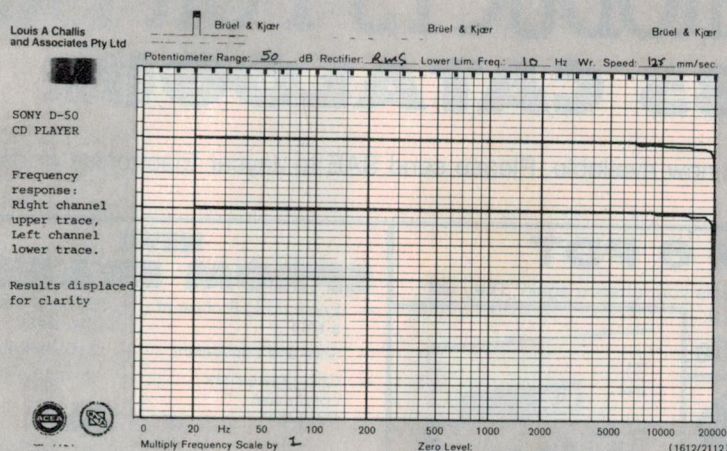 Louis A Challis
and Associates Pty Ltd
Brüel & Kjær
Brüel & Kjær
Brüel & Kjær
Potentiometer Range: 50 dB Rectifier: RMS Lower Lim. Freq.: 10 Hz Wr. Speed: 125 mm/sec.
SONY D-50
CD PLAYER
Frequency
response:
Right channel
upper trace,
Left channel
lower trace.
Results displaced
for clarity
ACEA
0 20 Hz 50 100 200 500 1000 2000 5000 10000 20000
Multiply Frequency Scale by 1
Zero Level:
(1612/2112)